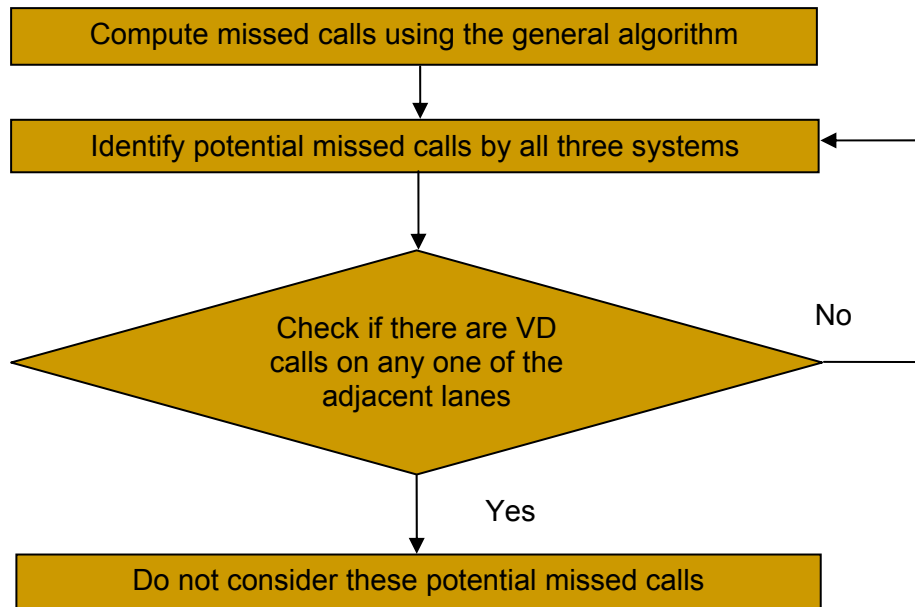 Compute missed calls using the general algorithm
Identify potential missed calls by all three systems
Check if there are VD
calls on any one of the
adjacent lanes
No
Yes
Do not consider these potential missed calls